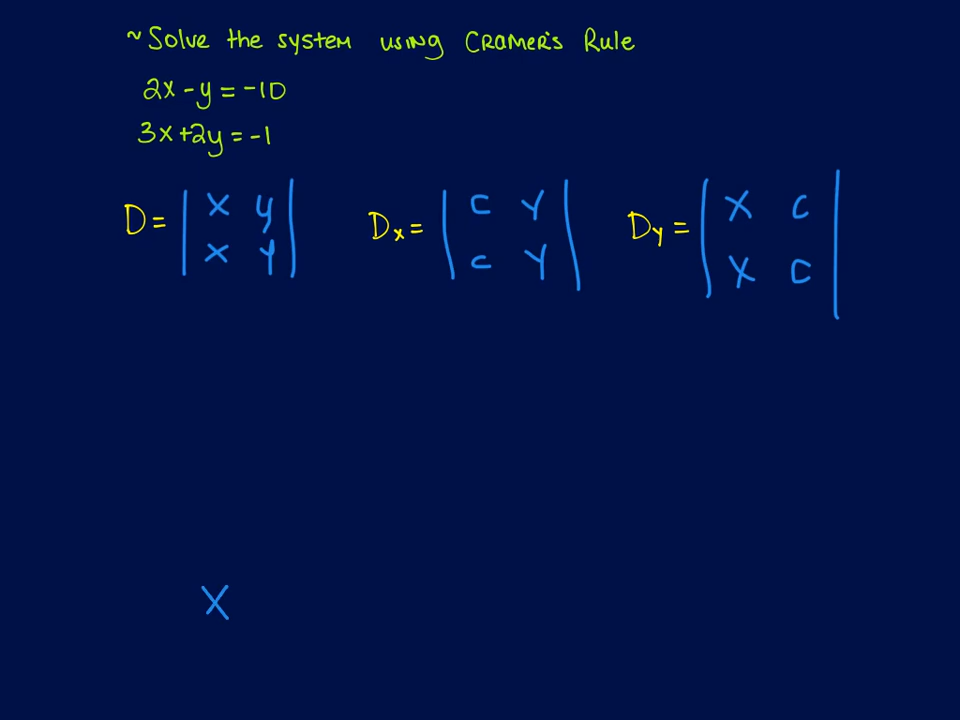 ~Solve the system using CRAMER'S Rule
2x - y = -10
3x + 2y = -1
D = | X y | Dx = | C Y | Dy = | X C |
| X Y | | C Y | | X C |
X